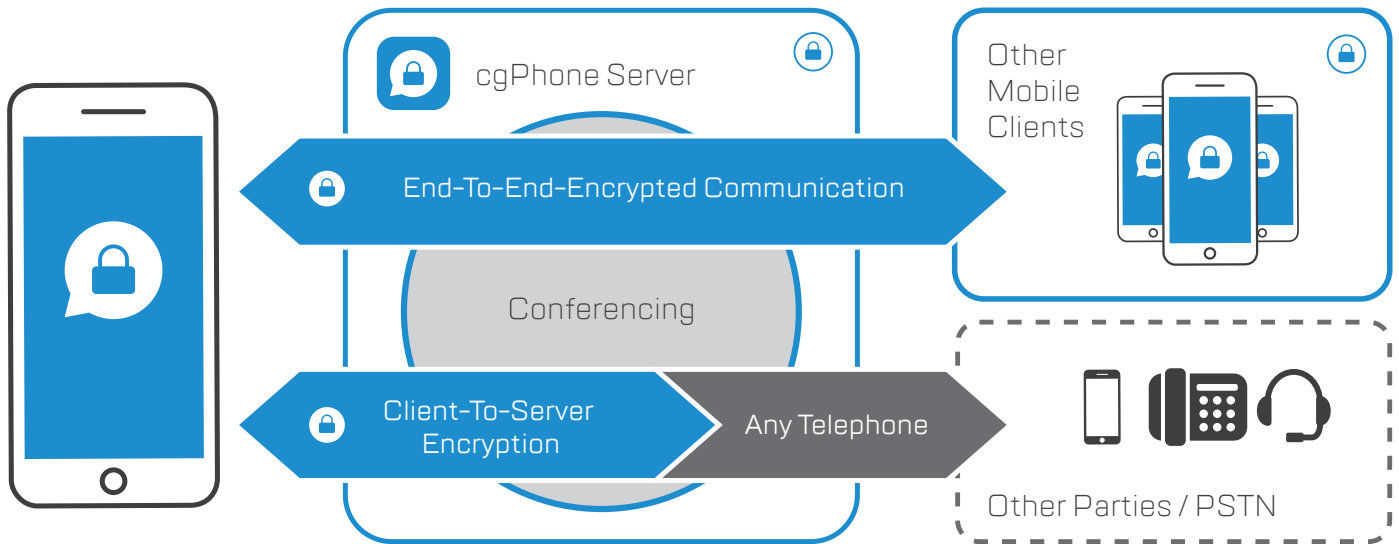 cgPhone Server
Other
Mobile
Clients
End-To-End-Encrypted Communication
Conferencing
Client-To-Server
Encryption
Any Telephone
Other Parties / PSTN